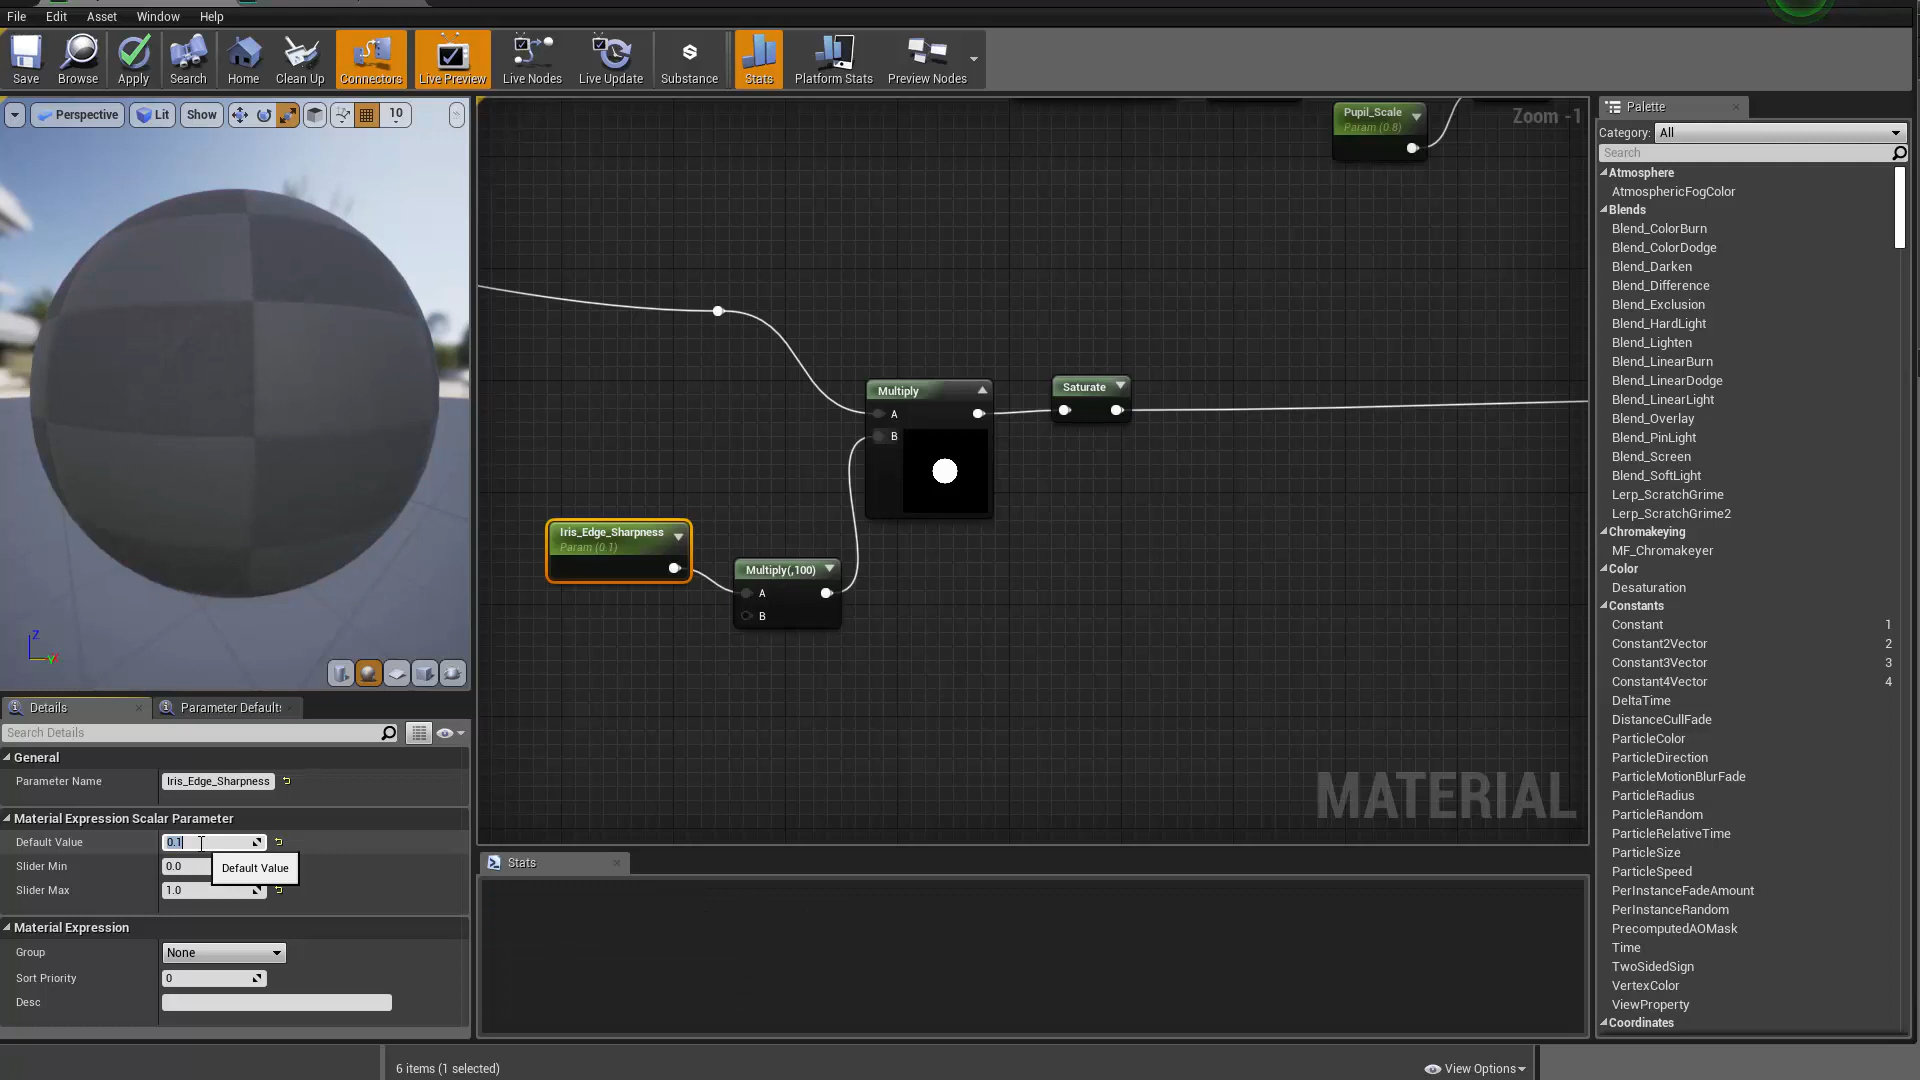 File Edit Asset Window Help
Save Browse Apply Search Home Clean Up Connectors Live Preview Live Nodes Live Update Substance Stats Platform Stats Preview Nodes
Perspective Lit Show 10
Zoom -1
Pupil_Scale
Param (0.8)
Multiply
A
B
Saturate
Iris_Edge_Sharpness
Param (0.1)
Multiply(,100)
A
B
MATERIAL
Z
Y
Details Parameter Defaults
Search Details
General
Parameter Name Iris_Edge_Sharpness
Material Expression Scalar Parameter
Default Value 0.1
Slider Min 0.0
Default Value
Slider Max 1.0
Material Expression
Group None
Sort Priority 0
Desc
Stats
6 items (1 selected)
View Options
Palette
Category: All
Search
Atmosphere
AtmosphericFogColor
Blends
Blend_ColorBurn
Blend_ColorDodge
Blend_Darken
Blend_Difference
Blend_Exclusion
Blend_HardLight
Blend_Lighten
Blend_LinearBurn
Blend_LinearDodge
Blend_LinearLight
Blend_Overlay
Blend_PinLight
Blend_Screen
Blend_SoftLight
Lerp_ScratchGrime
Lerp_ScratchGrime2
Chromakeying
MF_Chromakeyer
Color
Desaturation
Constants
Constant 1
Constant2Vector 2
Constant3Vector 3
Constant4Vector 4
DeltaTime
DistanceCullFade
ParticleColor
ParticleDirection
ParticleMotionBlurFade
ParticleRadius
ParticleRandom
ParticleRelativeTime
ParticleSize
ParticleSpeed
PerInstanceFadeAmount
PerInstanceRandom
PrecomputedAOMask
Time
TwoSidedSign
VertexColor
ViewProperty
Coordinates